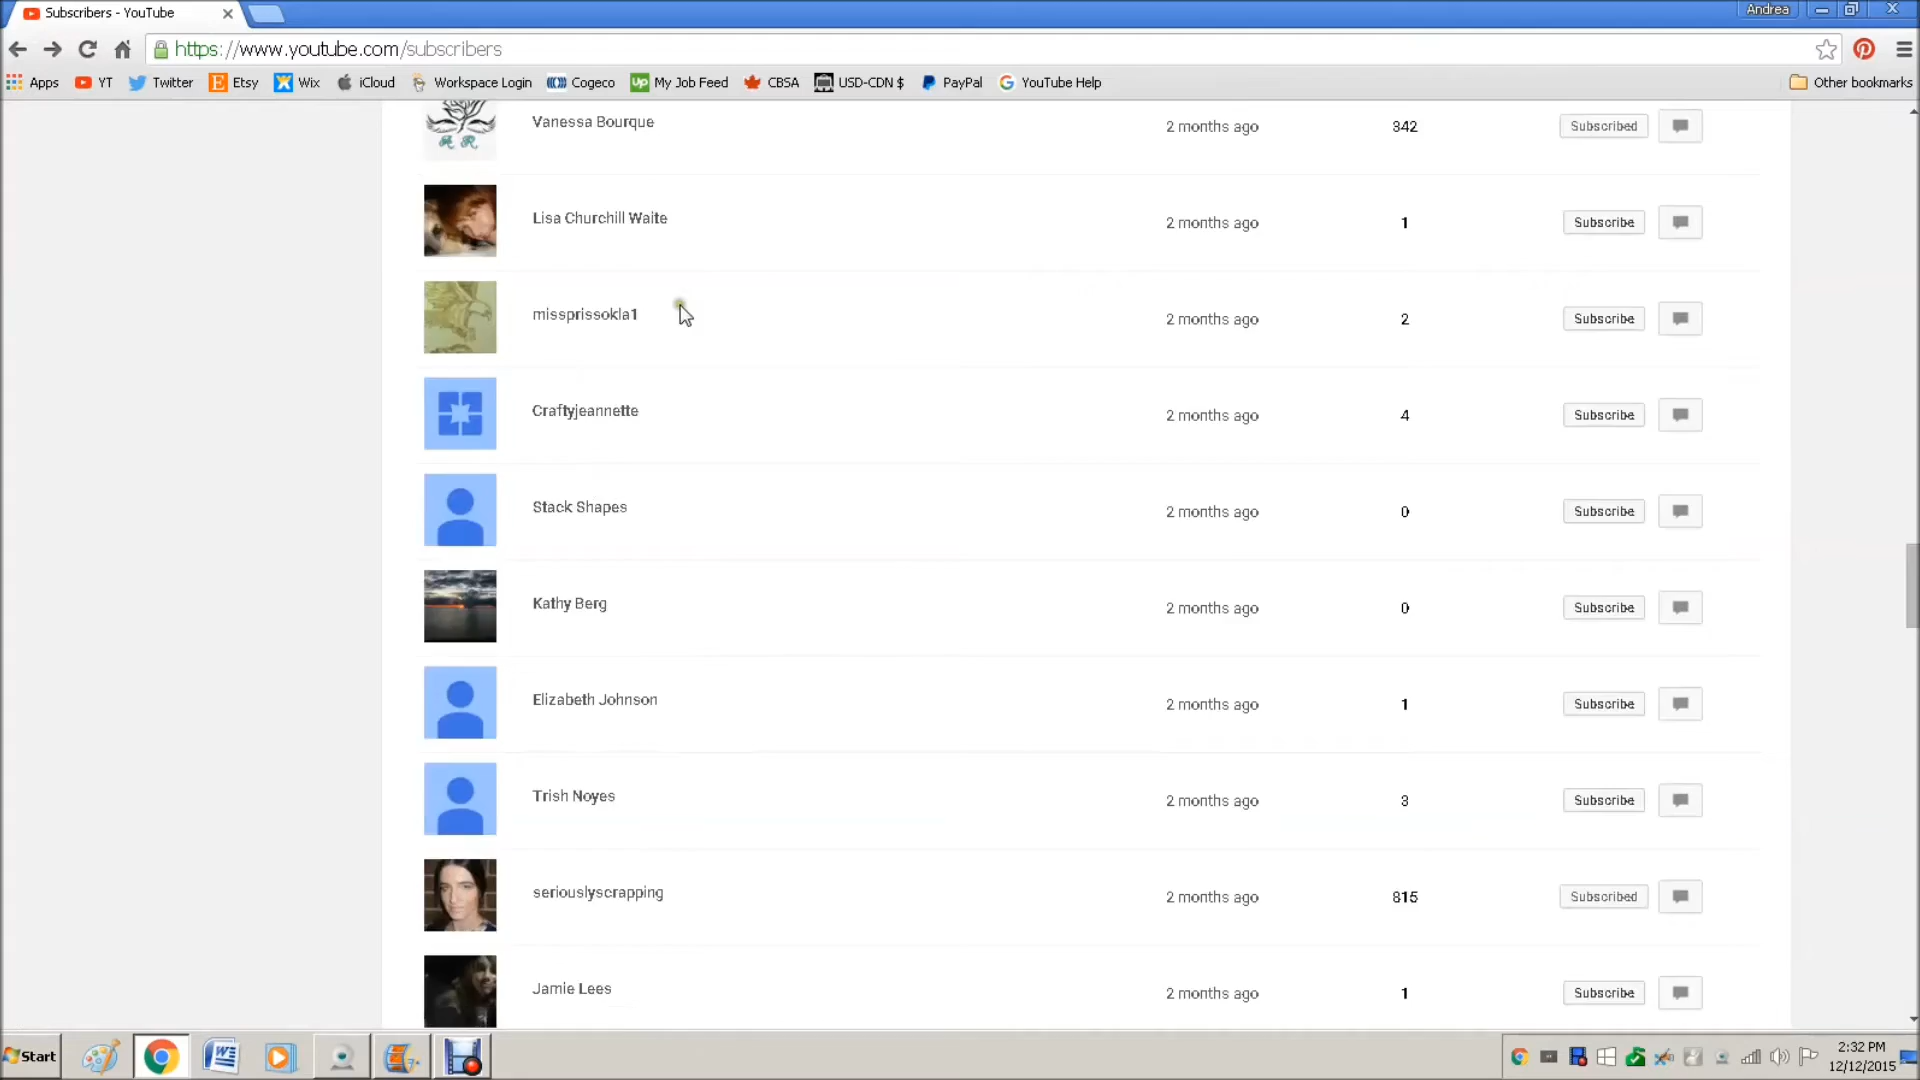 Subscribers - YouTube
Andrea
https://www.youtube.com/subscribers
Apps YT Twitter Etsy Wix iCloud Workspace Login Cogeco Up My Job Feed CBSA USD-CDN $ PayPal YouTube Help Other bookmarks
Vanessa Bourque 2 months ago 342 Subscribed
Lisa Churchill Waite 2 months ago 1 Subscribe
missprissokla1 2 months ago 2 Subscribe
Craftyjeannette 2 months ago 4 Subscribe
Stack Shapes 2 months ago 0 Subscribe
Kathy Berg 2 months ago 0 Subscribe
Elizabeth Johnson 2 months ago 1 Subscribe
Trish Noyes 2 months ago 3 Subscribe
seriouslyscrapping 2 months ago 815 Subscribed
Jamie Lees 2 months ago 1 Subscribe
Start 2:32 PM
12/12/2015